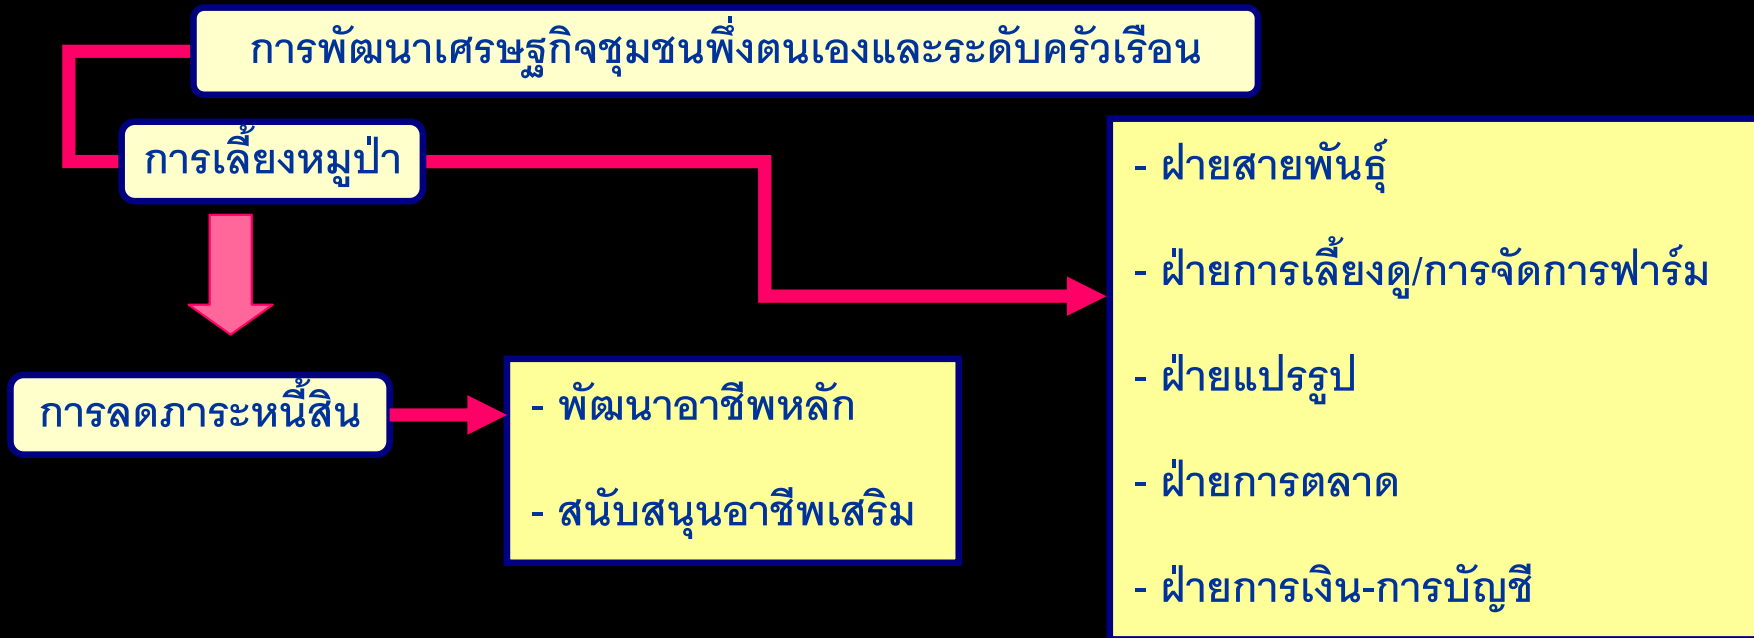 การพัฒนาเศรษฐกิจชุมชนพึ่งตนเองและระดับครัวเรือน
การเลี้ยงหมูป่า
- ฝ่ายสายพันธุ์
- ฝ่ายการเลี้ยงดู/การจัดการฟาร์ม
- ฝ่ายแปรรูป
- ฝ่ายการตลาด
- ฝ่ายการเงิน-การบัญชี
การลดภาระหนี้สิน
- พัฒนาอาชีพหลัก
- สนับสนุนอาชีพเสริม